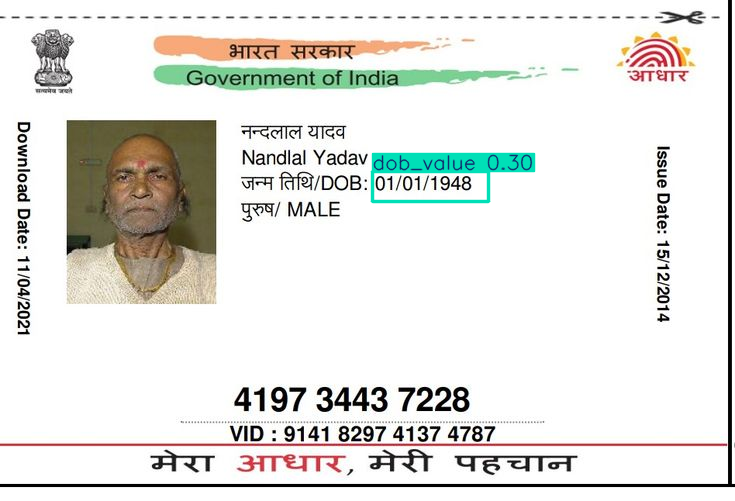 भारत सरकार
Government of India
सत्यमेव जयते
आधार
Download Date: 11/04/2021
नन्दलाल यादव
Nandlal Yadav
dob_value 0.30
जन्म तिथि/DOB: 01/01/1948
पुरुष/ MALE
Issue Date: 15/12/2014
4197 3443 7228
VID : 9141 8297 4137 4787
मेरा आधार, मेरी पहचान